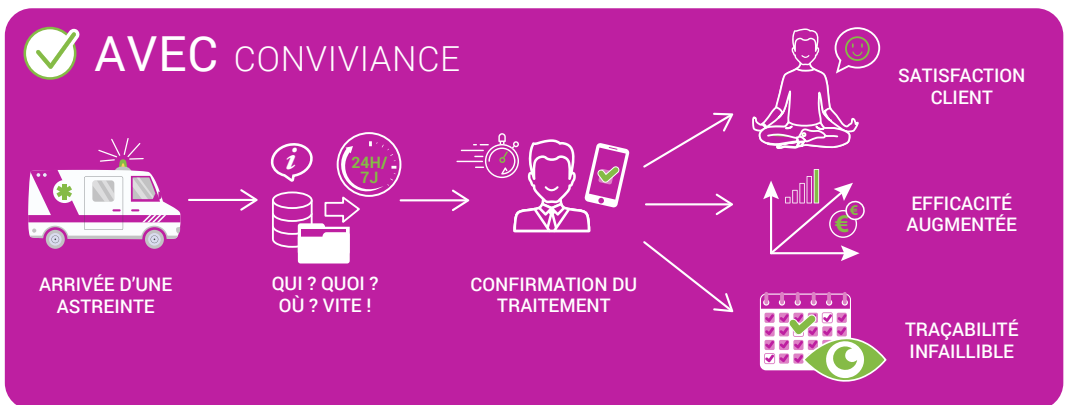 AVEC CONVIVIANCE
ARRIVÉE D'UNE
ASTREINTE
i
24H/
7J
QUI ? QUOI ?
OÙ ? VITE !
CONFIRMATION DU
TRAITEMENT
SATISFACTION
CLIENT
€ €
EFFICACITÉ
AUGMENTÉE
TRAÇABILITÉ
INFAILLIBLE